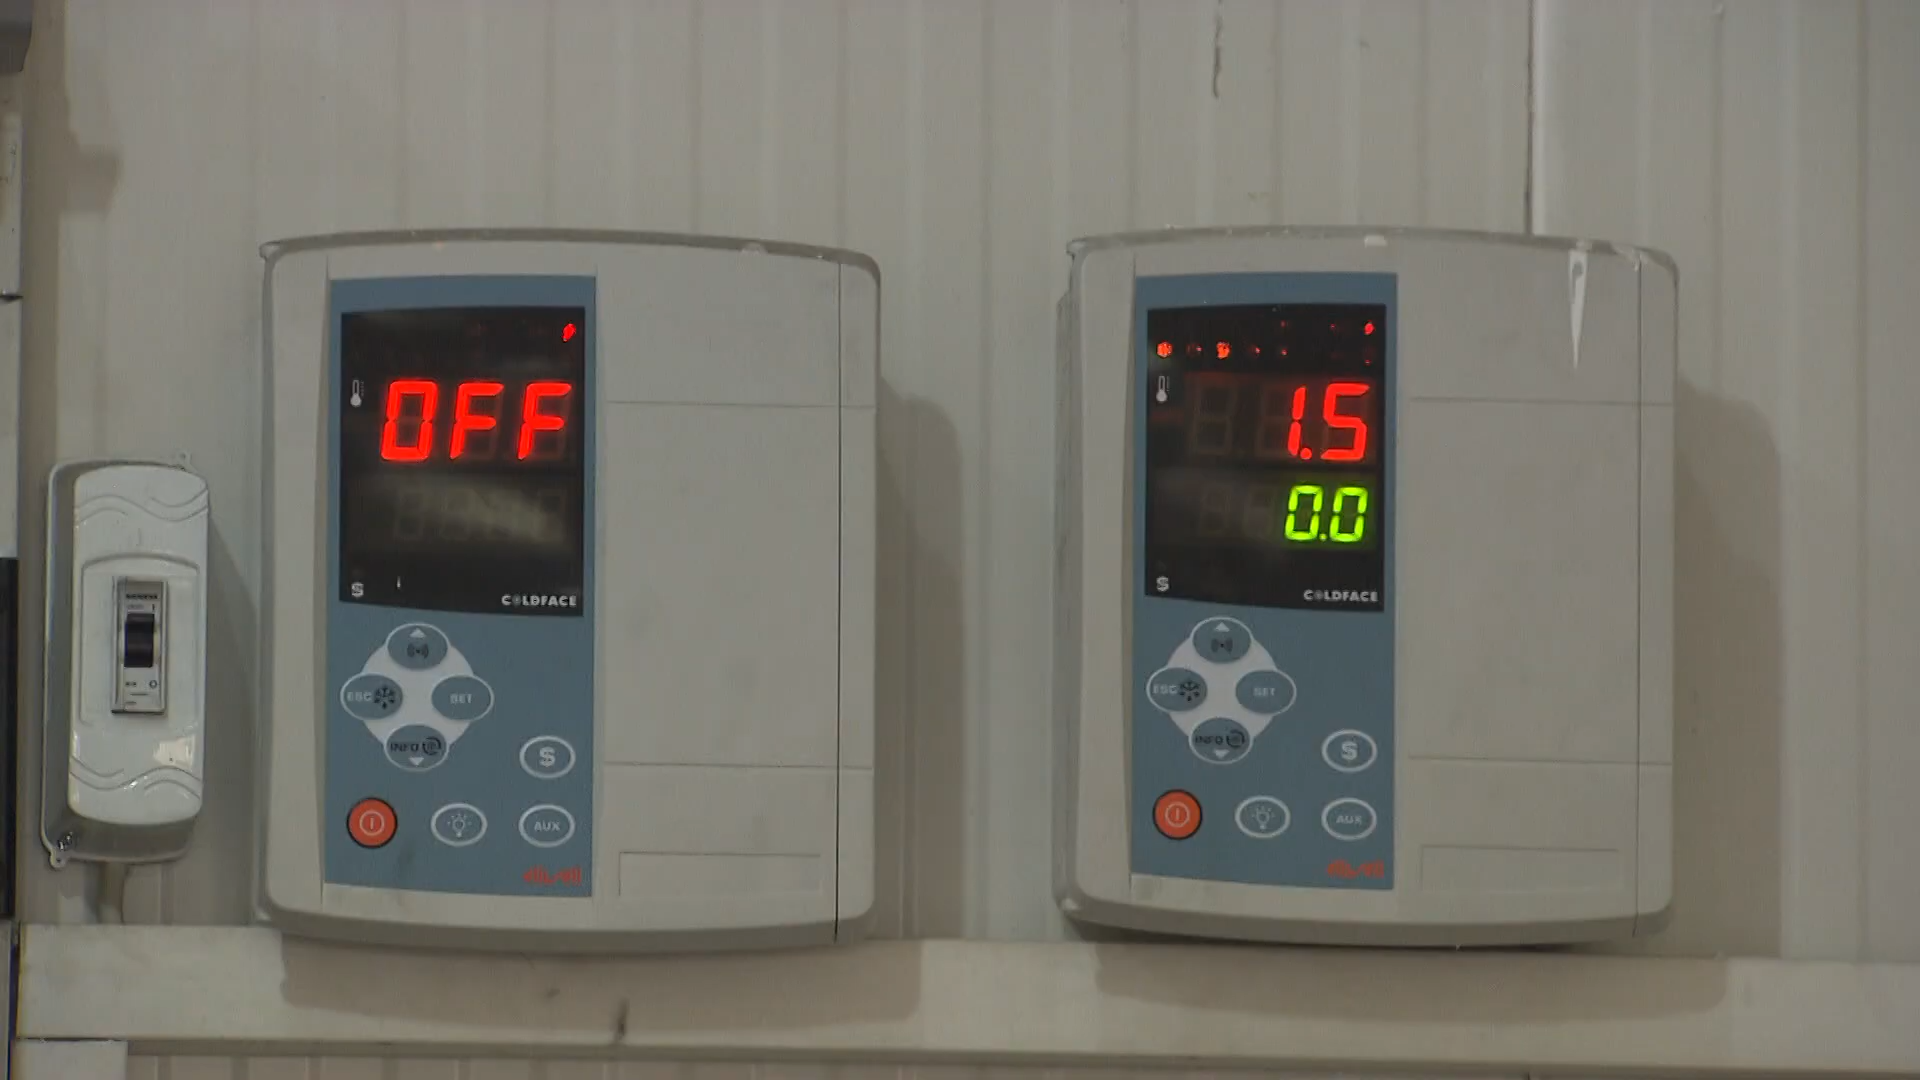 OFF
S
COLDFACE
ESC
SET
INFO
S
AUX
1.5
0.0
S
COLDFACE
ESC
SET
INFO
S
AUX